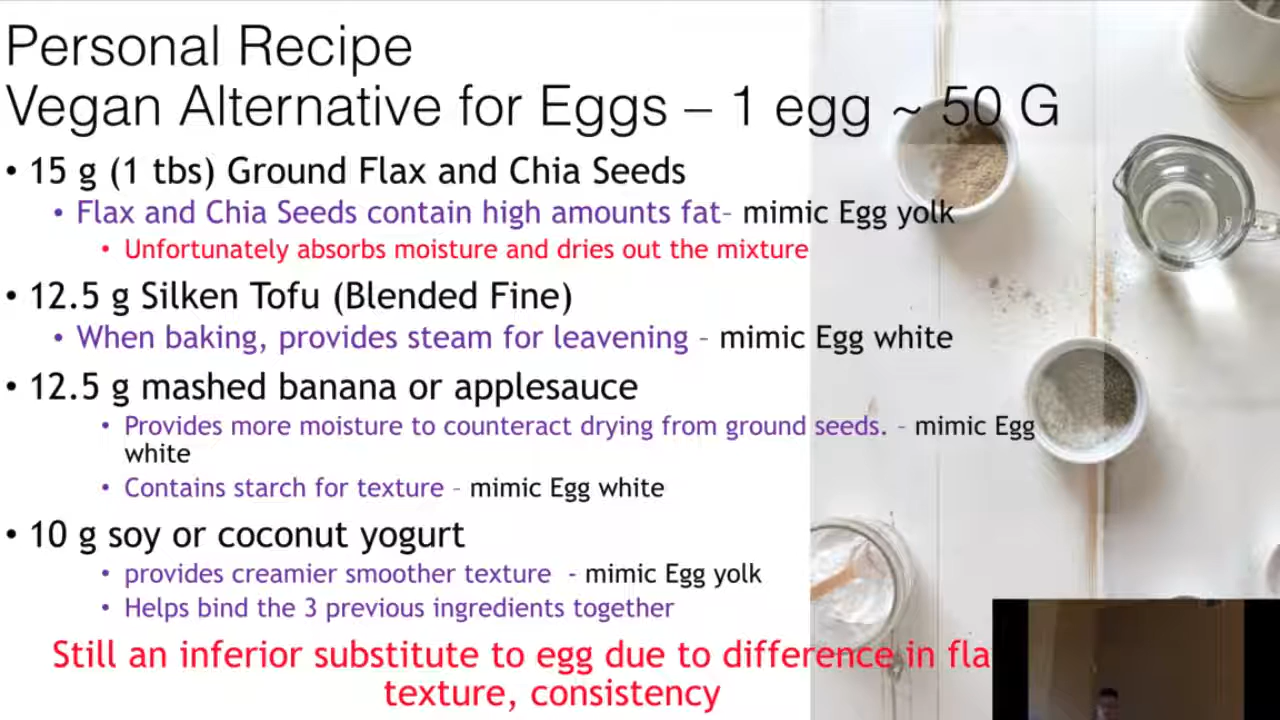 Personal Recipe
Vegan Alternative for Eggs – 1 egg ~ 50 G
• 15 g (1 tbs) Ground Flax and Chia Seeds
• Flax and Chia Seeds contain high amounts fat– mimic Egg yolk
• Unfortunately absorbs moisture and dries out the mixture
• 12.5 g Silken Tofu (Blended Fine)
• When baking, provides steam for leavening – mimic Egg white
• 12.5 g mashed banana or applesauce
• Provides more moisture to counteract drying from ground seeds. – mimic Egg
white
• Contains starch for texture – mimic Egg white
• 10 g soy or coconut yogurt
• provides creamier smoother texture - mimic Egg yolk
• Helps bind the 3 previous ingredients together
Still an inferior substitute to egg due to difference in
texture, consistency